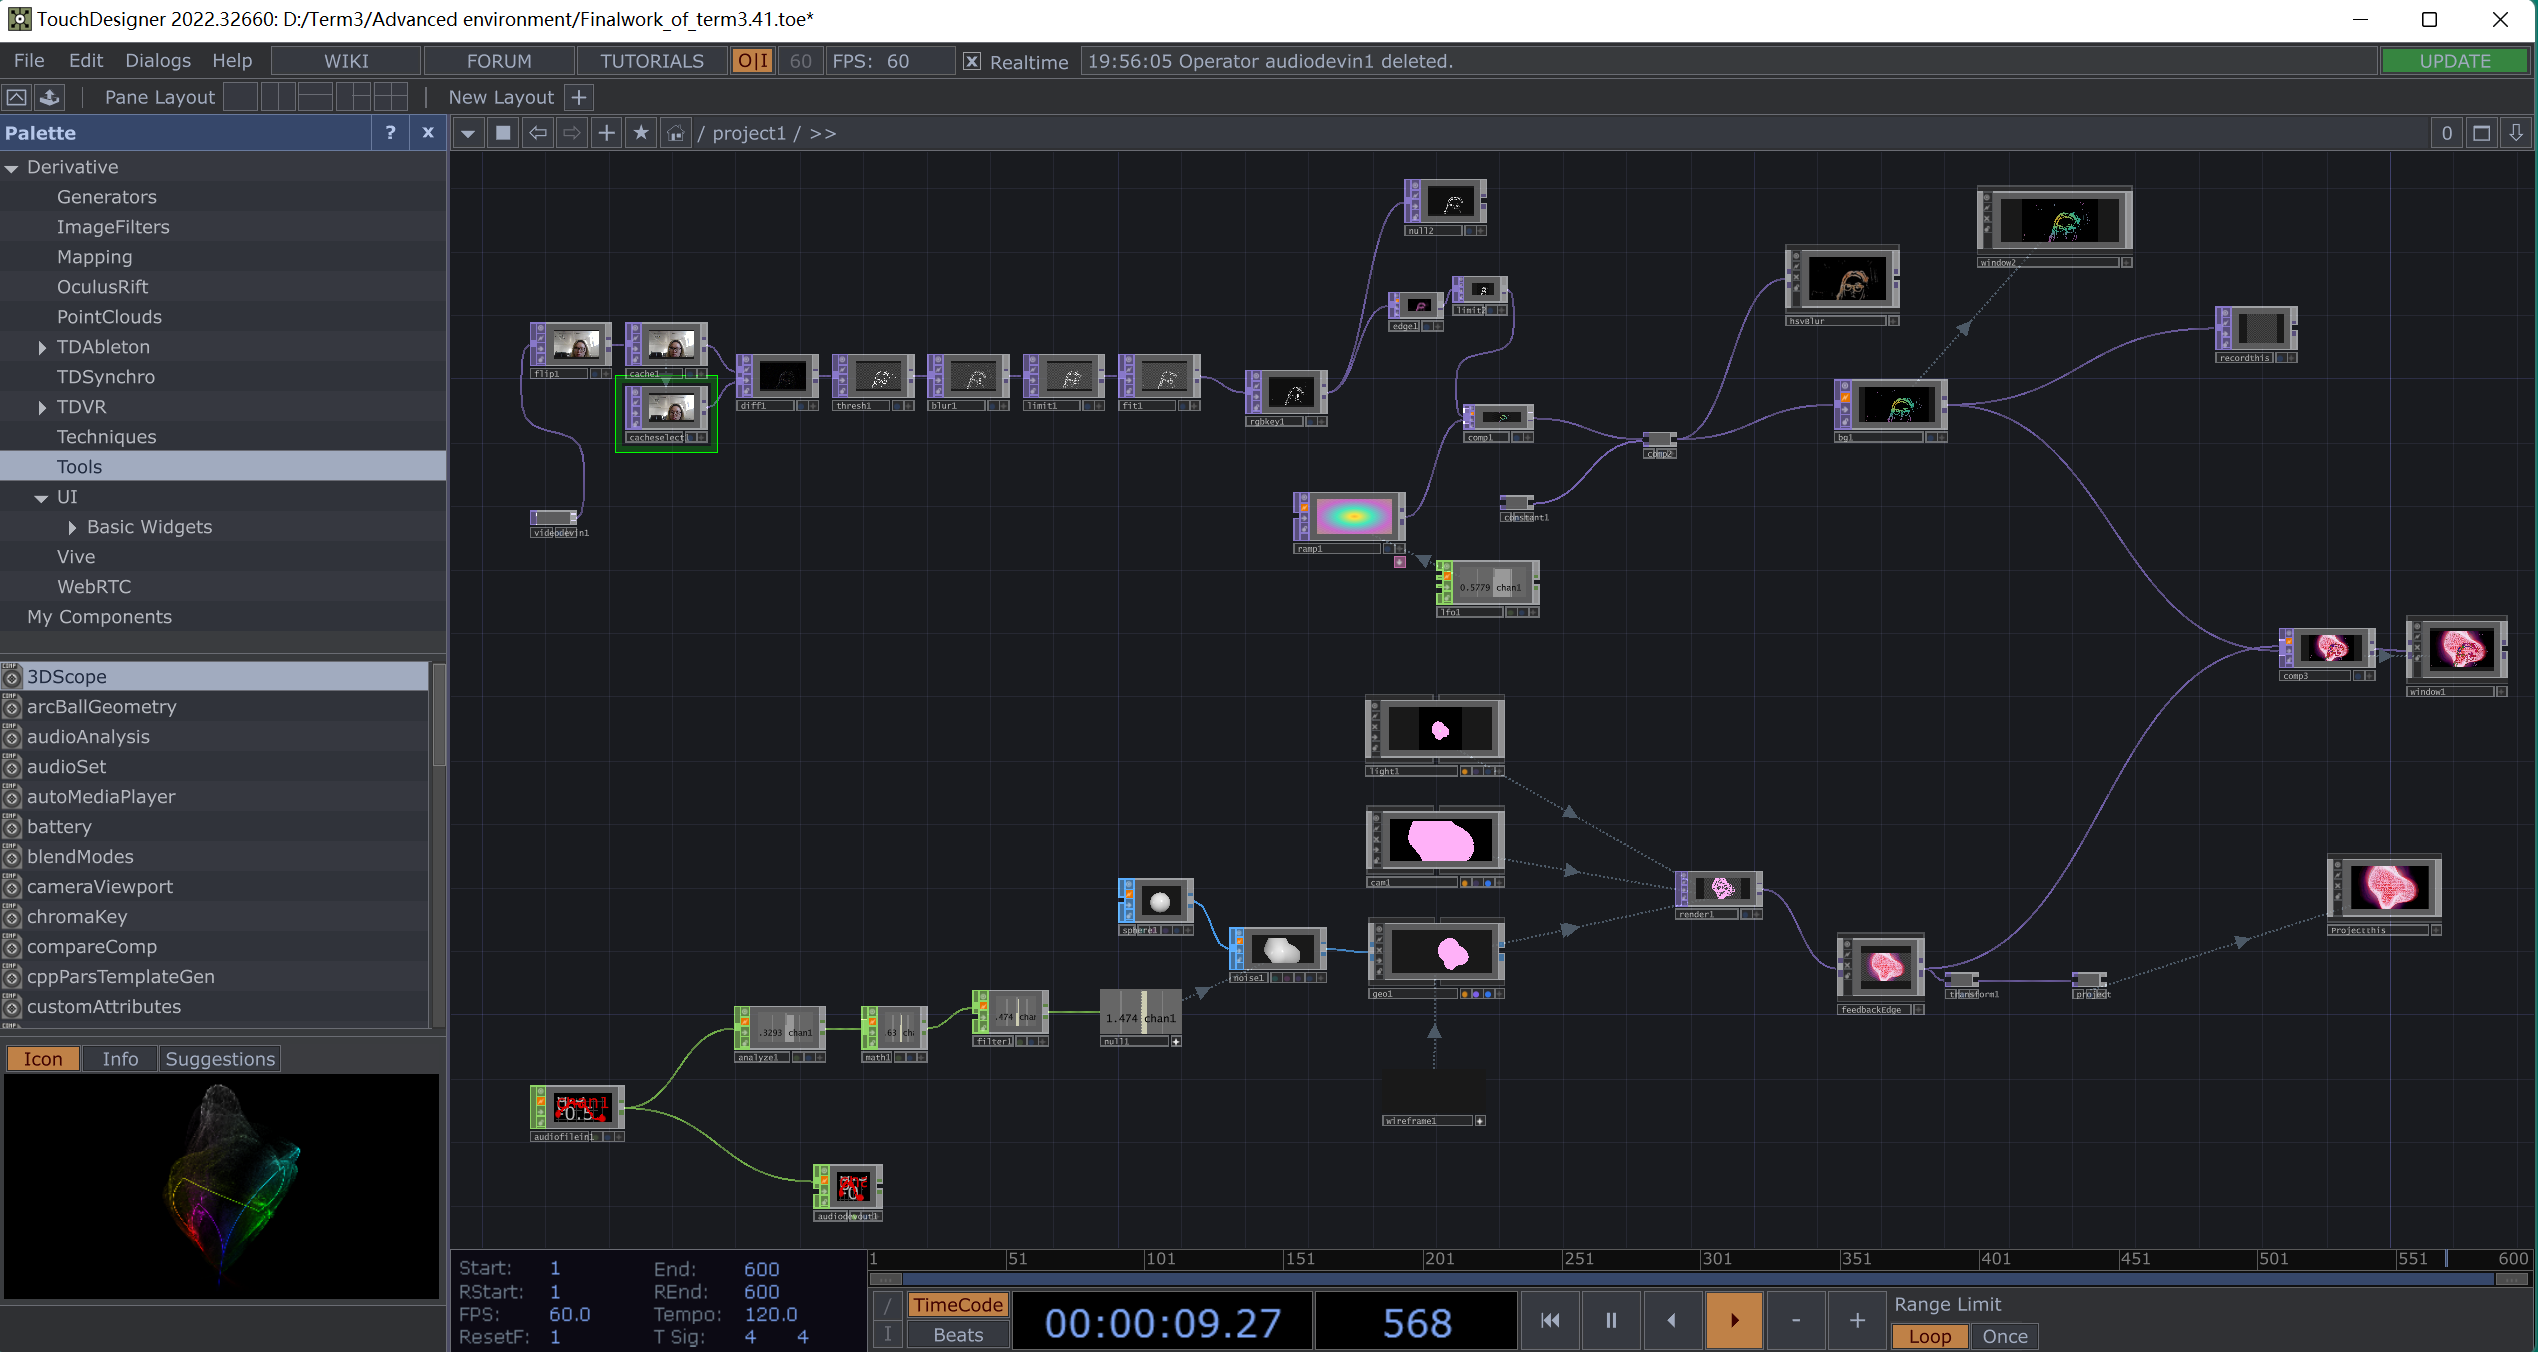 TouchDesigner 2022.32660: D:/Term3/Advanced environment/Finalwork_of_term3.41.toe*
File Edit Dialogs Help WIKI FORUM TUTORIALS O|I 60 FPS: 60 Realtime 19:56:05 Operator audiodevin1 deleted. UPDATE
Pane Layout New Layout +
Palette ? x / project1 / >> 0
Derivative
Generators
ImageFilters
Mapping
OculusRift
PointClouds
TDAbleton
TDSynchro
TDVR
Techniques
Tools
UI
Basic Widgets
Vive
WebRTC
My Components
3DScope
arcBallGeometry
audioAnalysis
audioSet
autoMediaPlayer
battery
blendModes
cameraViewport
chromaKey
compareComp
cppParsTemplateGen
customAttributes
Icon Info Suggestions
null2
window2
hsvBlur
edge1
limit2
recordthis
flip1
cache1
cacheselect1
diff1
thresh1
blur1
limit1
fit1
rgbkey1
comp1
comp2
bg1
videodevin1
constant1
ramp1
0.5779 chan1
lfo1
comp3
window1
light1
cam1
render1
Projectthis
sphere1
noise1
geo1
feedbackEdge
transform1
project
.3293 chan1
analyze1
63 ch
math1
.474 char
filter1
1.474 chan1
null1
wireframe1
audiofilein1
audiodevout1
Start: 1 End: 600
RStart: 1 REnd: 600
FPS: 60.0 Tempo: 120.0
ResetF: 1 T Sig: 4 4
1 51 101 151 201 251 301 351 401 451 501 551 600
TimeCode
Beats
00:00:09.27 568
- +
Range Limit
Loop Once